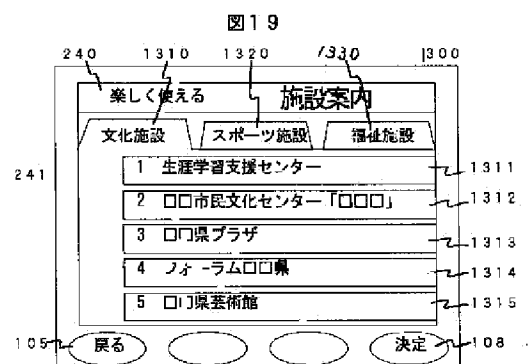 図19
240 1310 1320 1330 1300
楽しく使える 施設案内
文化施設 スポーツ施設 福祉施設
1 生涯学習支援センター 1311
241
2 □□市民文化センター「□□□」 1312
3 □□県プラザ 1313
4 フォーラム□□県 1314
5 □□県芸術館 1315
105 戻る 決定 108